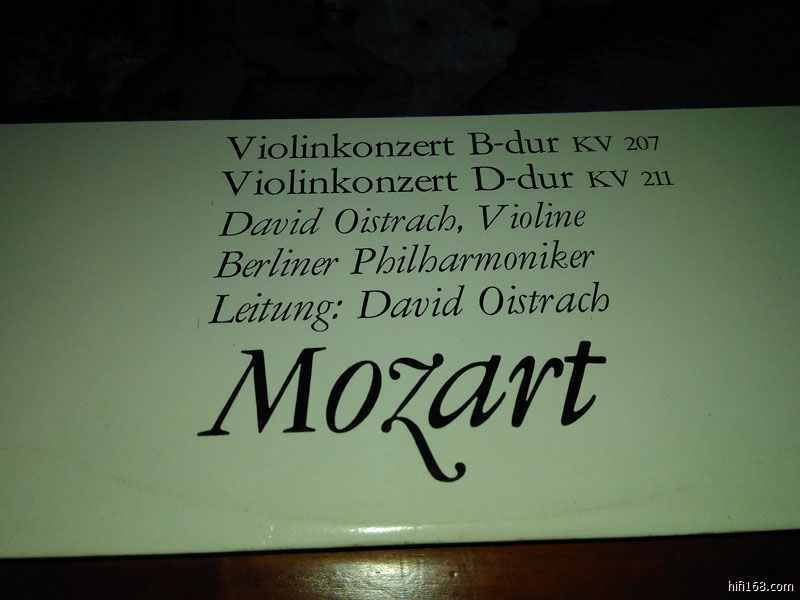 Violinkonzert B-dur KV 207
Violinkonzert D-dur KV 211
David Oistrach, Violine
Berliner Philharmoniker
Leitung: David Oistrach
Mozart
hifi168.com